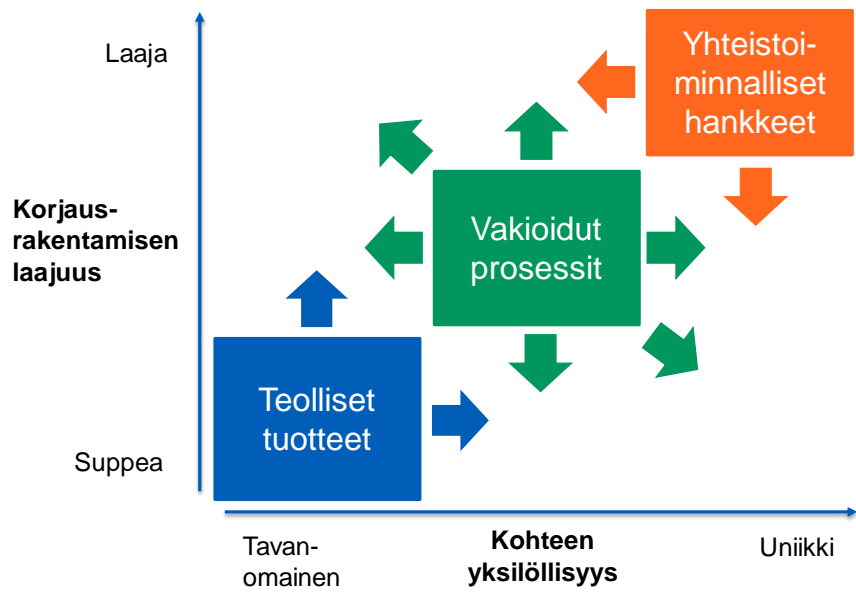 Laaja
Yhteistoi-
minnalliset
hankkeet
Korjaus-
rakentamisen
laajuus
Vakioidut
prosessit
Teolliset
tuotteet
Suppea
Tavan-
omainen
Kohteen
yksilöllisyys
Uniikki